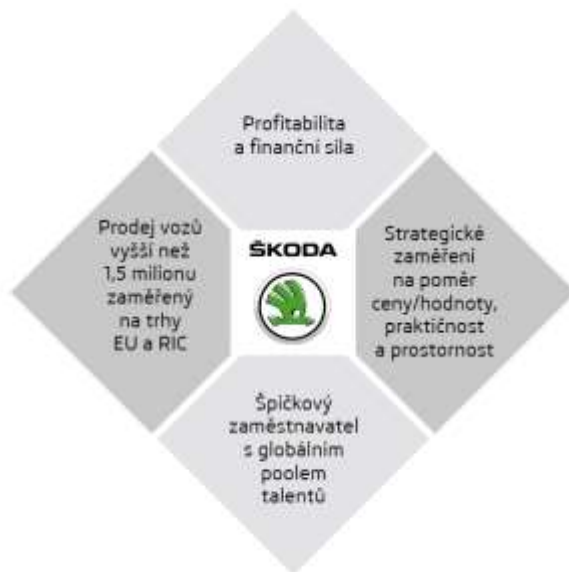 Profitabilita
a finanční síla
Prodej vozů
vyšší než
1,5 milionu
zaměřený
na trhy
EU a RIC
ŠKODA
Strategické
zaměření
na poměr
ceny/hodnoty,
praktičnost
a prostornost
Špičkový
zaměstnavatel
s globálním
poolem
talentů